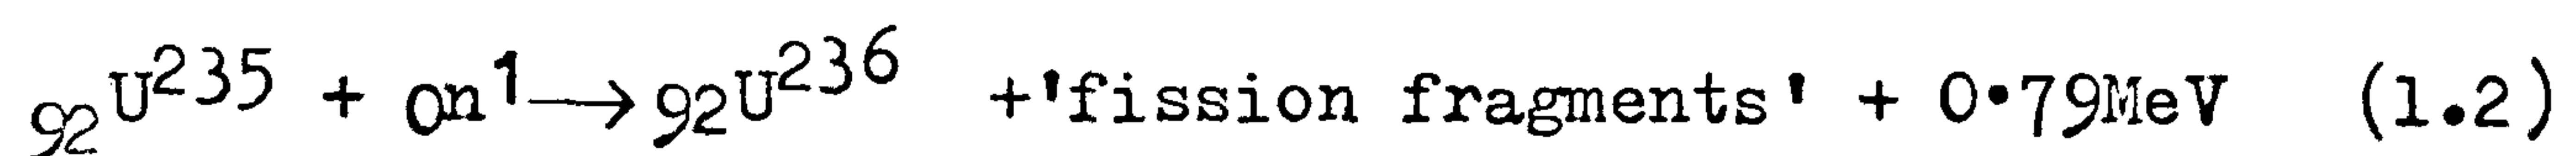 ₉₂U²³⁵ + ₀n¹ → ₉₂U²³⁶ +'fission fragments' + 0·79MeV (1.2)